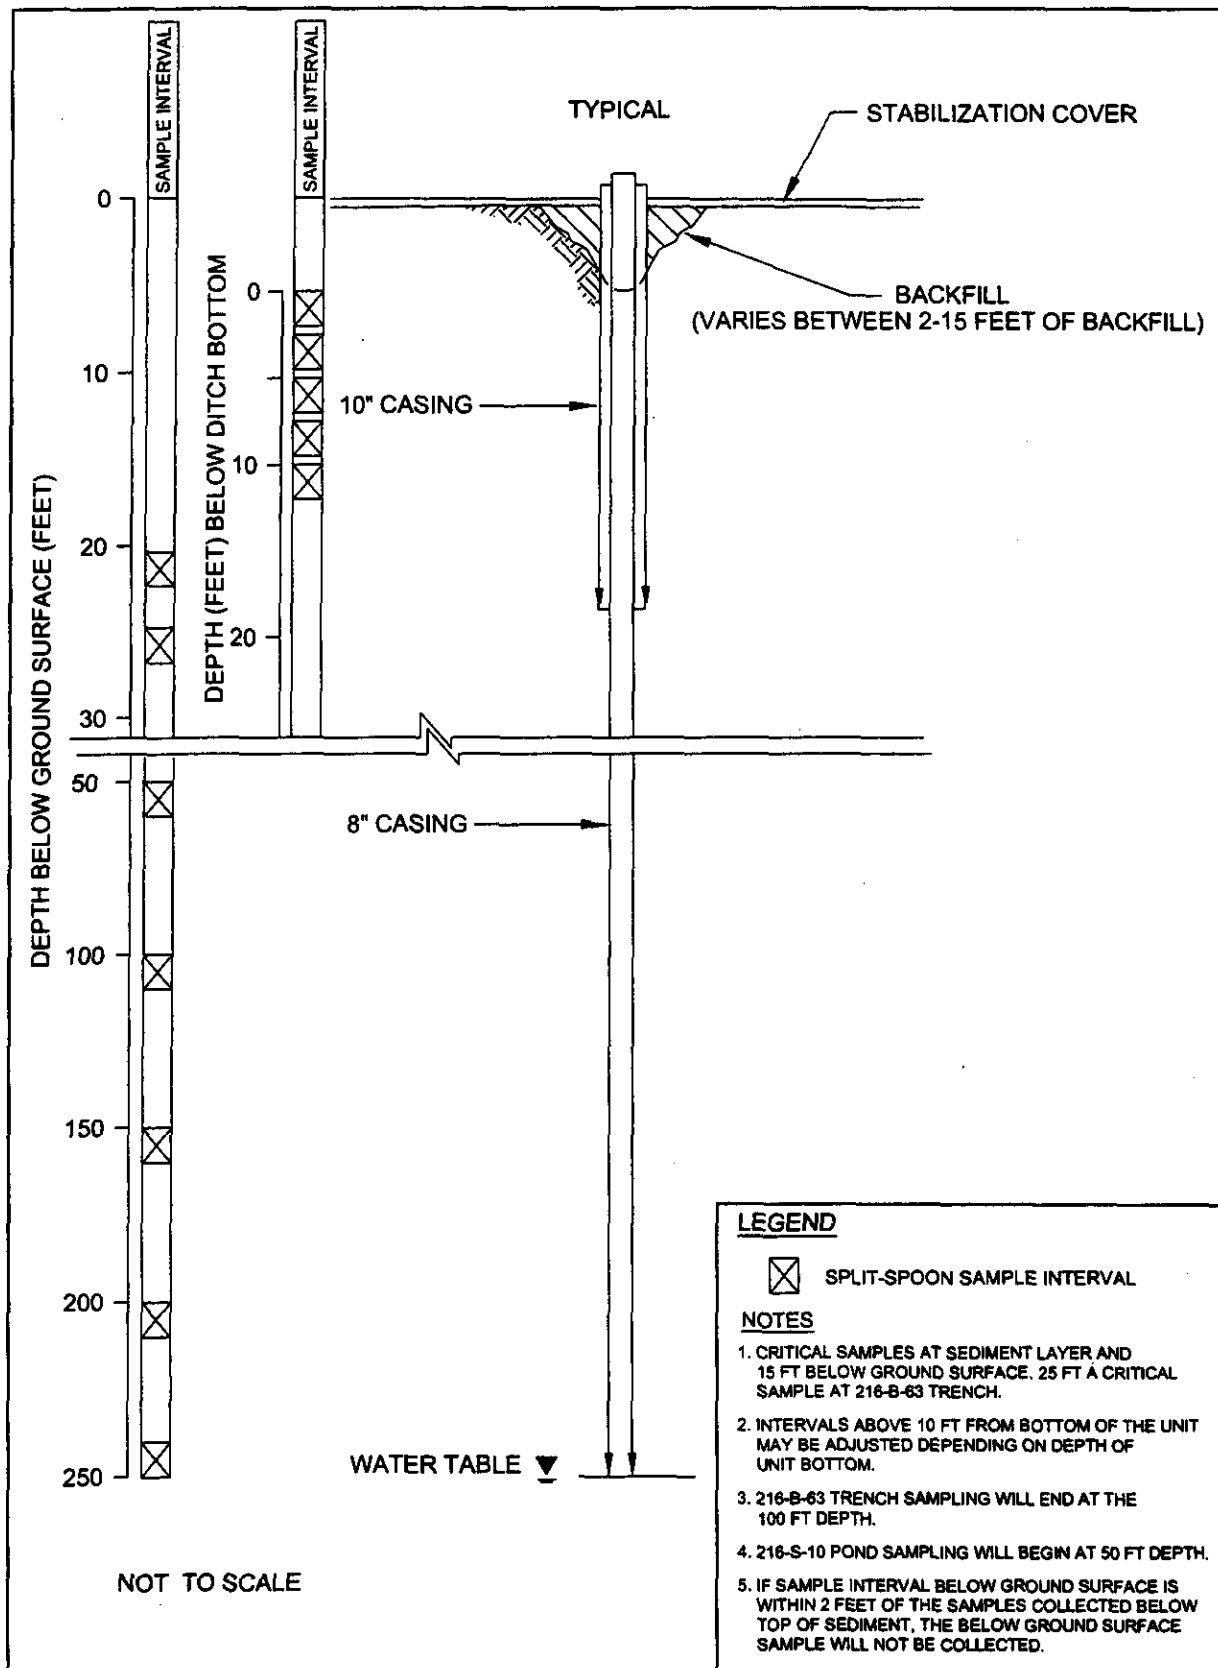 SAMPLE INTERVAL
SAMPLE INTERVAL
TYPICAL
STABILIZATION COVER
0
BACKFILL
(VARIES BETWEEN 2-15 FEET OF BACKFILL)
0
10
10" CASING
10
20
20
30
DEPTH BELOW GROUND SURFACE (FEET)
DEPTH (FEET) BELOW DITCH BOTTOM
50
8" CASING
100
150
200
250
WATER TABLE
NOT TO SCALE
LEGEND
SPLIT-SPOON SAMPLE INTERVAL
NOTES
1. CRITICAL SAMPLES AT SEDIMENT LAYER AND
15 FT BELOW GROUND SURFACE. 25 FT A CRITICAL
SAMPLE AT 216-B-63 TRENCH.
2. INTERVALS ABOVE 10 FT FROM BOTTOM OF THE UNIT
MAY BE ADJUSTED DEPENDING ON DEPTH OF
UNIT BOTTOM.
3. 216-B-63 TRENCH SAMPLING WILL END AT THE
100 FT DEPTH.
4. 216-S-10 POND SAMPLING WILL BEGIN AT 50 FT DEPTH.
5. IF SAMPLE INTERVAL BELOW GROUND SURFACE IS
WITHIN 2 FEET OF THE SAMPLES COLLECTED BELOW
TOP OF SEDIMENT, THE BELOW GROUND SURFACE
SAMPLE WILL NOT BE COLLECTED.